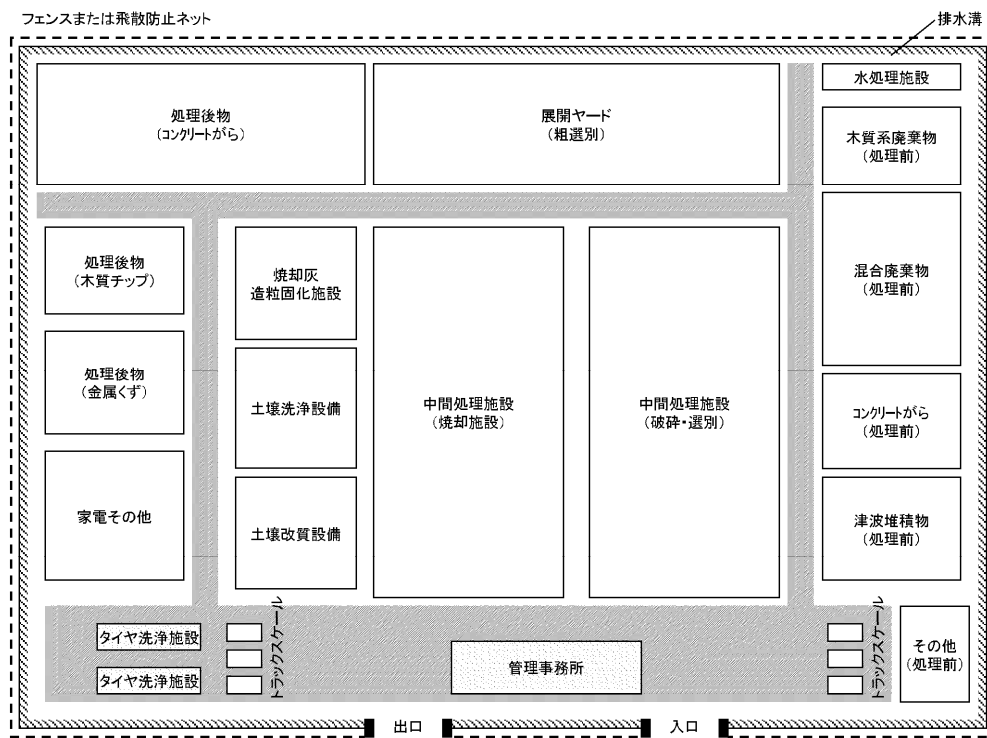 フェンスまたは飛散防止ネット
排水溝
処理後物
(コンクリートがら)
展開ヤード
(粗選別)
水処理施設
木質系廃棄物
(処理前)
混合廃棄物
(処理前)
処理後物
(木質チップ)
焼却灰
造粒固化施設
処理後物
(金属くず)
土壌洗浄設備
中間処理施設
(焼却施設)
中間処理施設
(破砕・選別)
コンクリートがら
(処理前)
家電その他
土壌改質設備
津波堆積物
(処理前)
タイヤ洗浄施設
タイヤ洗浄施設
トラックスケール
管理事務所
トラックスケール
その他
(処理前)
出口
入口